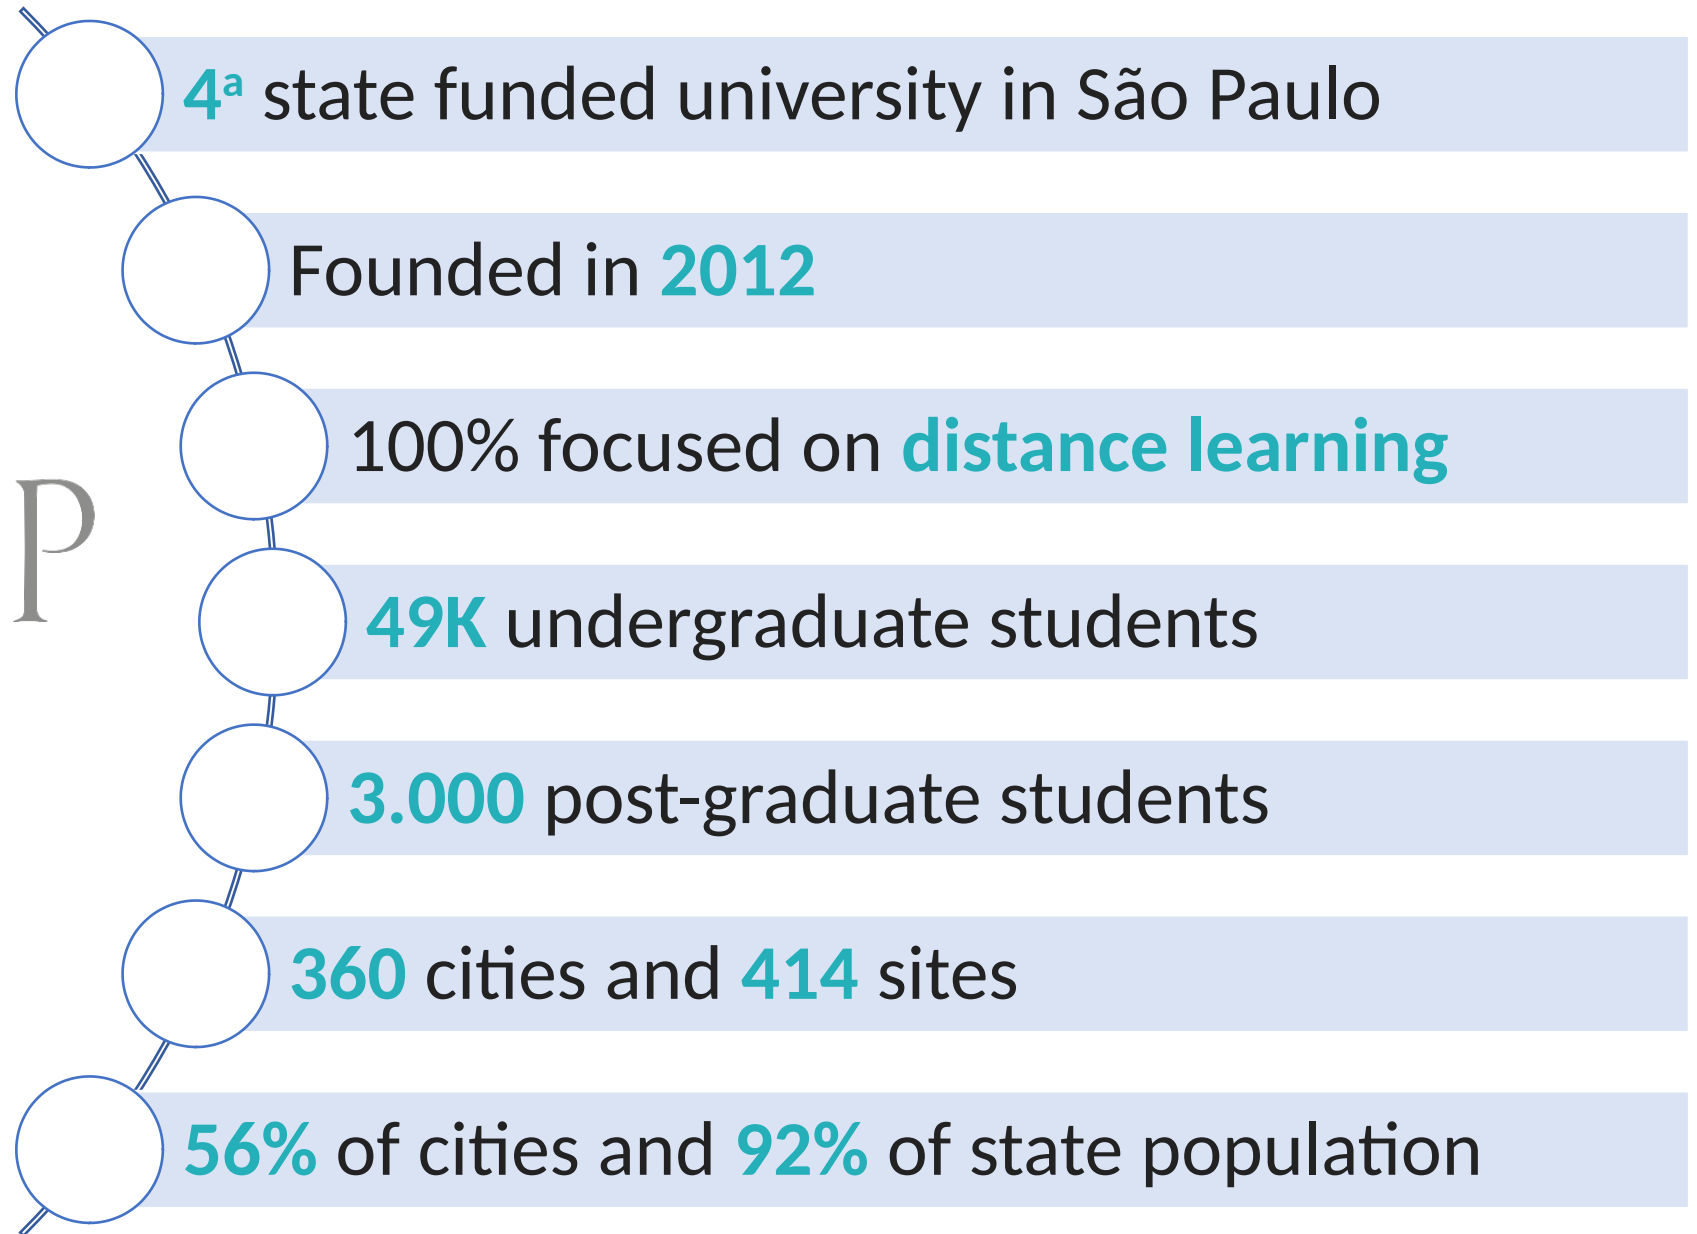 4ª state funded university in São Paulo
Founded in 2012
100% focused on distance learning
P
49K undergraduate students
3.000 post-graduate students
360 cities and 414 sites
56% of cities and 92% of state population